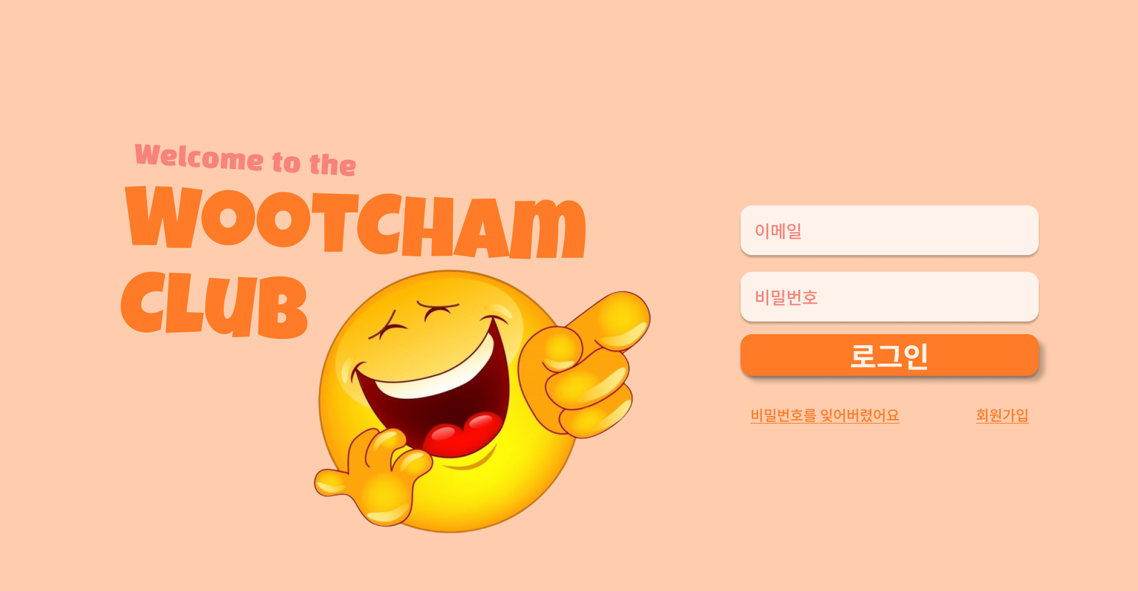 Welcome to the
WOOTCHAM
CLUB
이메일
비밀번호
로그인
비밀번호를 잊어버렸어요
회원가입